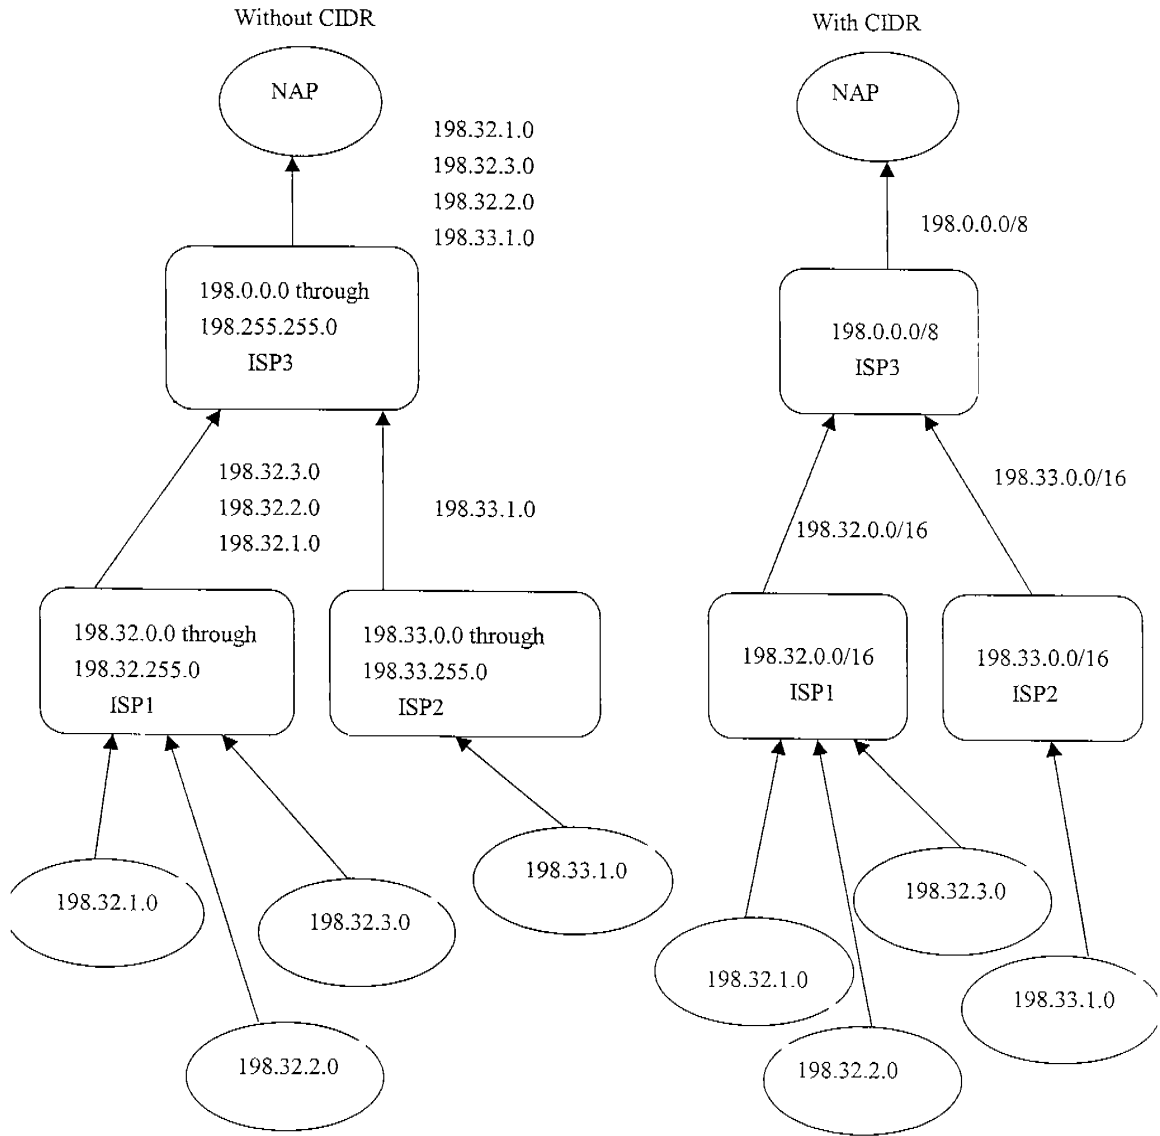 Without CIDR
NAP
198.32.1.0
198.32.3.0
198.32.2.0
198.33.1.0
198.0.0.0 through
198.255.255.0
ISP3
198.32.3.0
198.32.2.0
198.32.1.0
198.33.1.0
198.32.0.0 through
198.32.255.0
ISP1
198.33.0.0 through
198.33.255.0
ISP2
198.32.1.0
198.32.3.0
198.33.1.0
198.32.2.0
With CIDR
NAP
198.0.0.0/8
198.0.0.0/8
ISP3
198.33.0.0/16
198.32.0.0/16
198.32.0.0/16
ISP1
198.33.0.0/16
ISP2
198.32.3.0
198.32.1.0
198.33.1.0
198.32.2.0